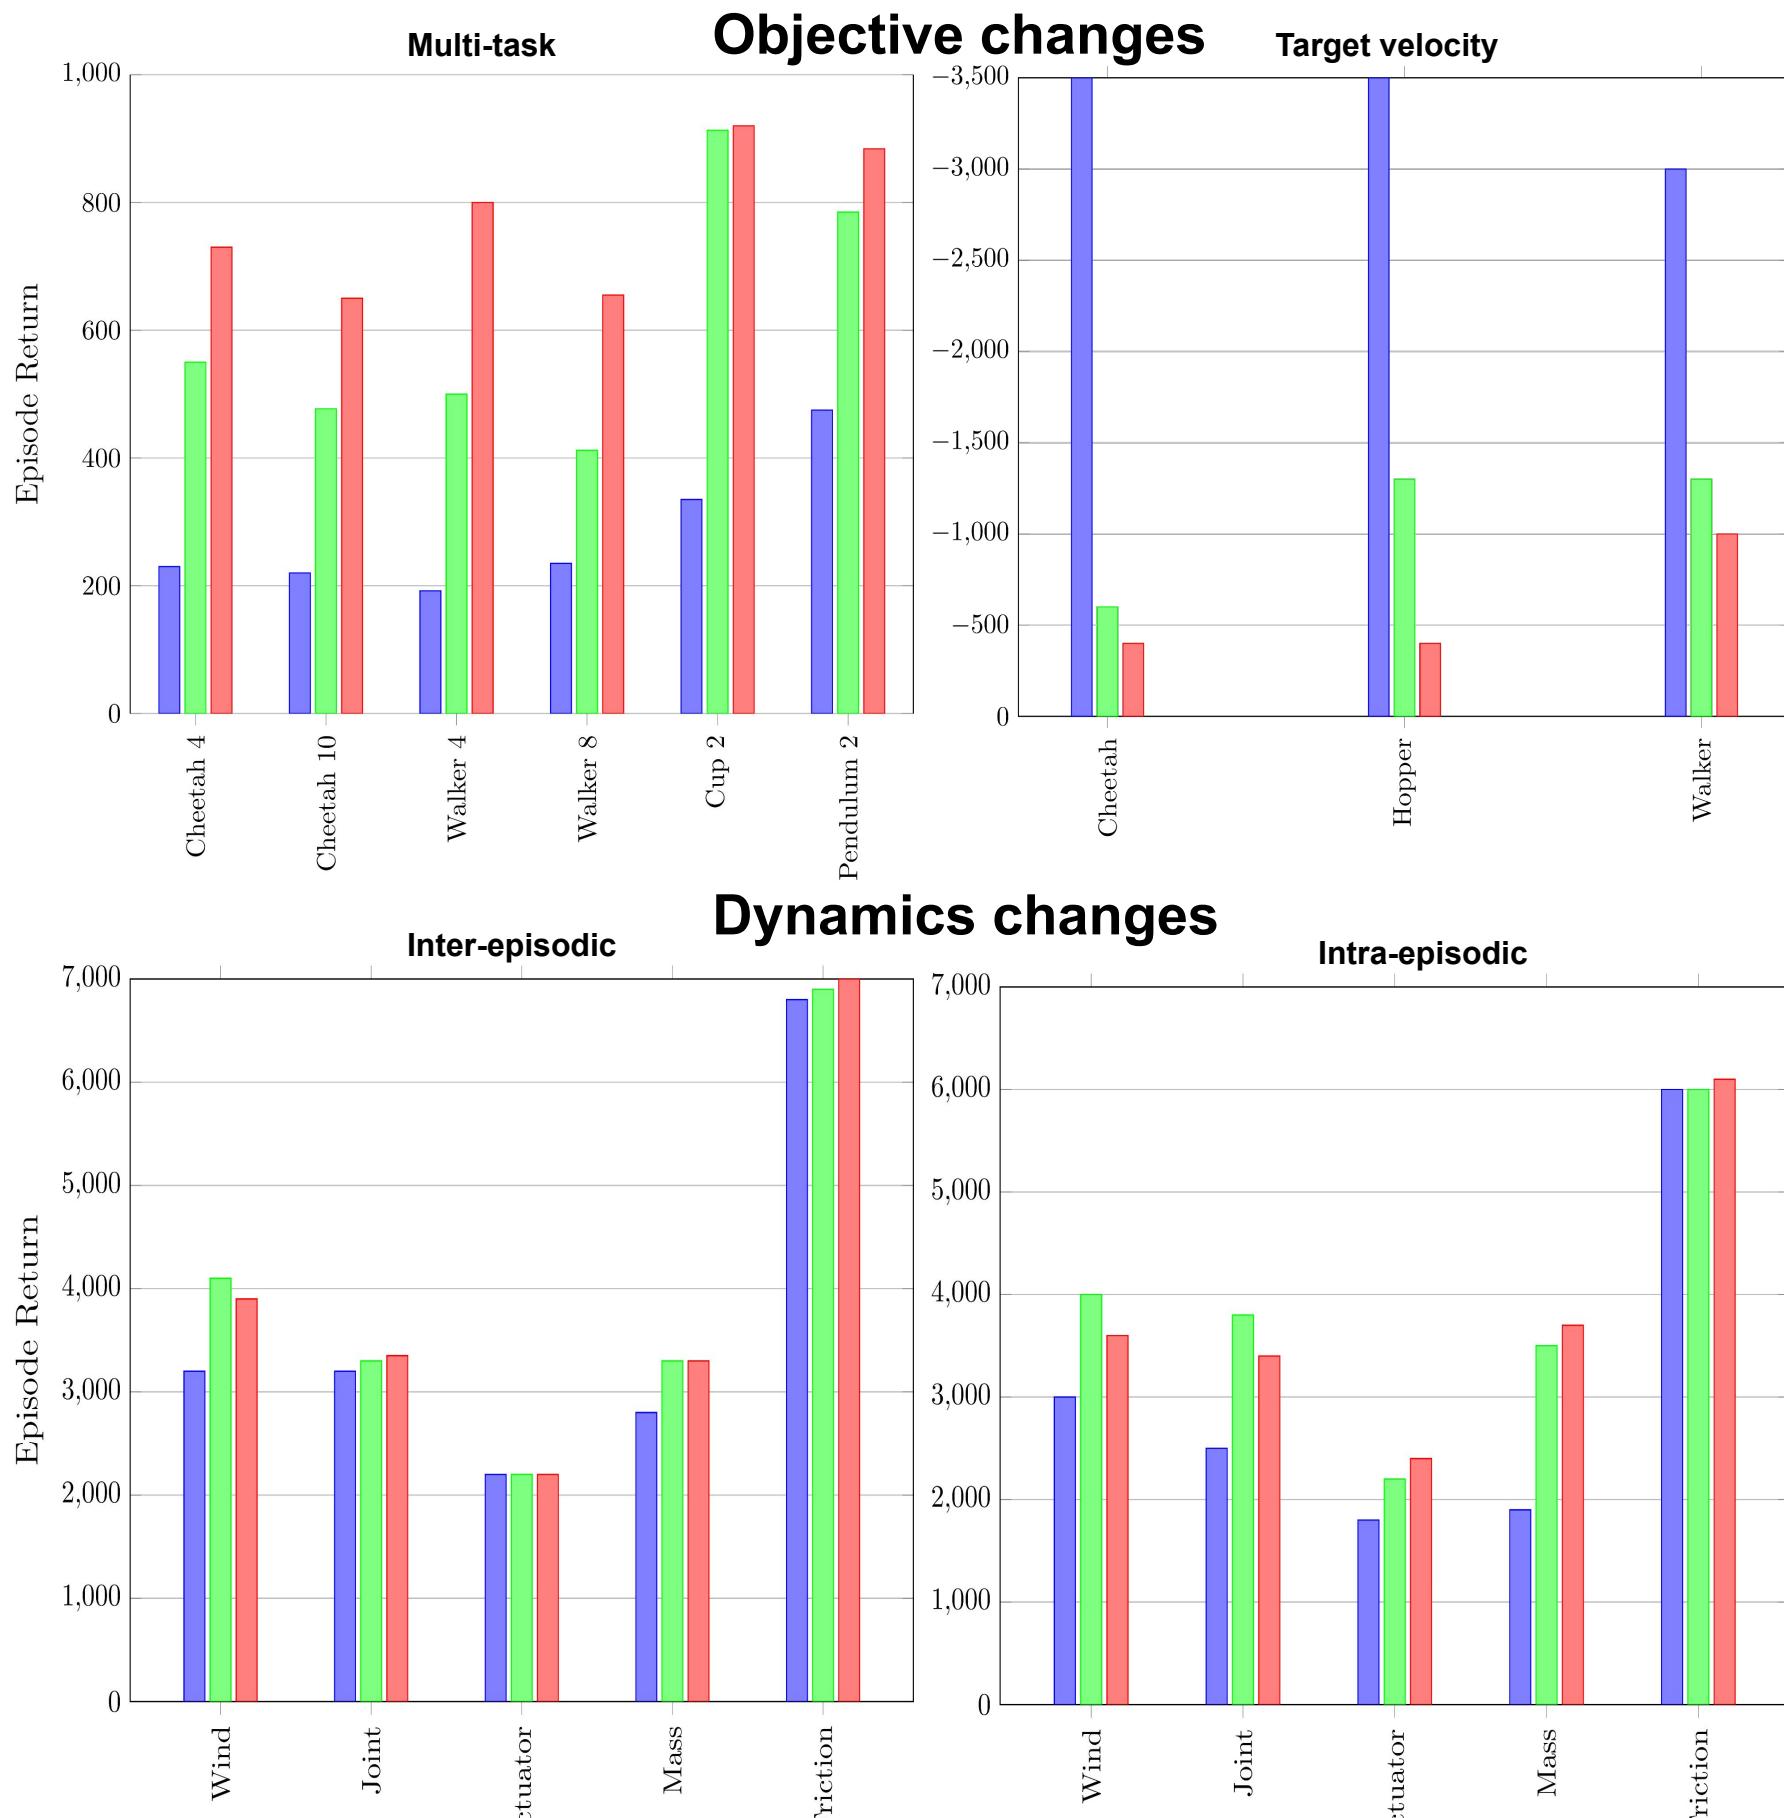 Objective changes
Multi-task
Target velocity
Episode Return
1,000
800
600
400
200
0
Cheetah 4
Cheetah 10
Walker 4
Walker 8
Cup 2
Pendulum 2
−3,500
−3,000
−2,500
−2,000
−1,500
−1,000
−500
0
Cheetah
Hopper
Walker
Dynamics changes
Inter-episodic
Intra-episodic
Episode Return
7,000
6,000
5,000
4,000
3,000
2,000
1,000
0
Wind
Joint
ctuator
Mass
riction
7,000
6,000
5,000
4,000
3,000
2,000
1,000
0
Wind
Joint
ctuator
Mass
riction